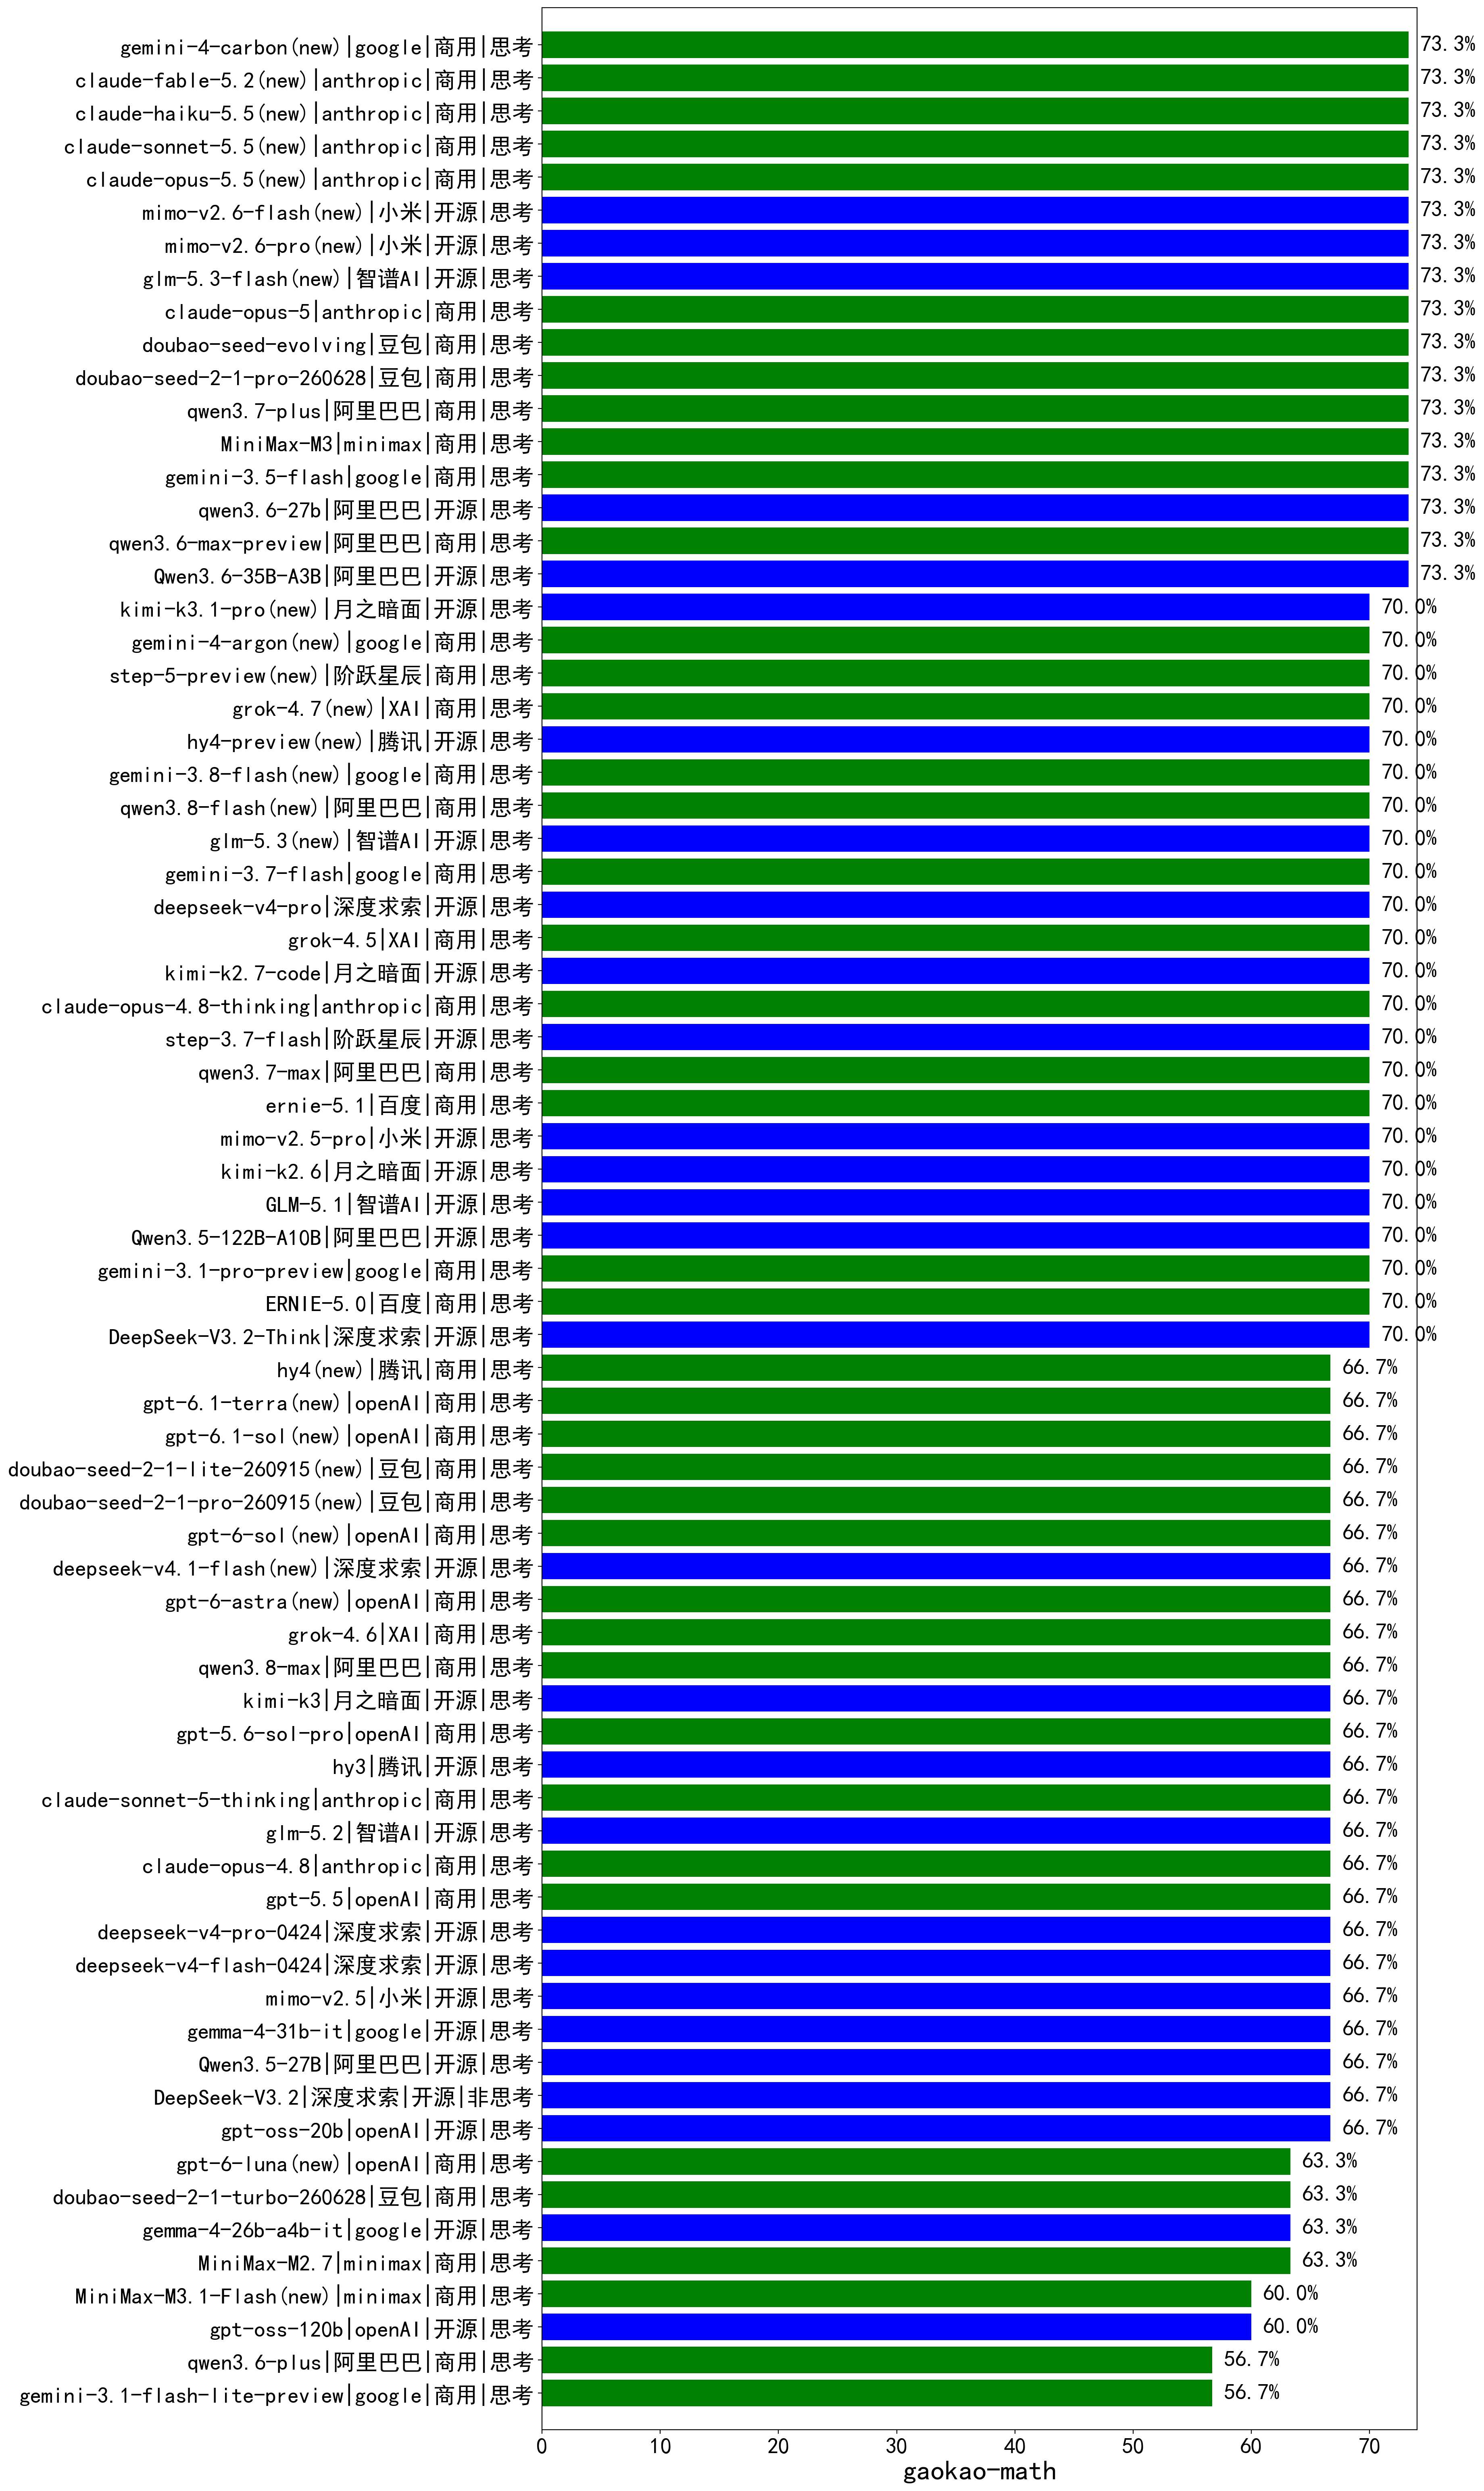 gemini-4-carbon(new)|google|商用|思考 73.3%
claude-fable-5.2(new)|anthropic|商用|思考 73.3%
claude-haiku-5.5(new)|anthropic|商用|思考 73.3%
claude-sonnet-5.5(new)|anthropic|商用|思考 73.3%
claude-opus-5.5(new)|anthropic|商用|思考 73.3%
mimo-v2.6-flash(new)|小米|开源|思考 73.3%
mimo-v2.6-pro(new)|小米|开源|思考 73.3%
glm-5.3-flash(new)|智谱AI|开源|思考 73.3%
claude-opus-5|anthropic|商用|思考 73.3%
doubao-seed-evolving|豆包|商用|思考 73.3%
doubao-seed-2-1-pro-260628|豆包|商用|思考 73.3%
qwen3.7-plus|阿里巴巴|商用|思考 73.3%
MiniMax-M3|minimax|商用|思考 73.3%
gemini-3.5-flash|google|商用|思考 73.3%
qwen3.6-27b|阿里巴巴|开源|思考 73.3%
qwen3.6-max-preview|阿里巴巴|商用|思考 73.3%
Qwen3.6-35B-A3B|阿里巴巴|开源|思考 73.3%
kimi-k3.1-pro(new)|月之暗面|开源|思考 70.0%
gemini-4-argon(new)|google|商用|思考 70.0%
step-5-preview(new)|阶跃星辰|商用|思考 70.0%
grok-4.7(new)|XAI|商用|思考 70.0%
hy4-preview(new)|腾讯|开源|思考 70.0%
gemini-3.8-flash(new)|google|商用|思考 70.0%
qwen3.8-flash(new)|阿里巴巴|商用|思考 70.0%
glm-5.3(new)|智谱AI|开源|思考 70.0%
gemini-3.7-flash|google|商用|思考 70.0%
deepseek-v4-pro|深度求索|开源|思考 70.0%
grok-4.5|XAI|商用|思考 70.0%
kimi-k2.7-code|月之暗面|开源|思考 70.0%
claude-opus-4.8-thinking|anthropic|商用|思考 70.0%
step-3.7-flash|阶跃星辰|开源|思考 70.0%
qwen3.7-max|阿里巴巴|商用|思考 70.0%
ernie-5.1|百度|商用|思考 70.0%
mimo-v2.5-pro|小米|开源|思考 70.0%
kimi-k2.6|月之暗面|开源|思考 70.0%
GLM-5.1|智谱AI|开源|思考 70.0%
Qwen3.5-122B-A10B|阿里巴巴|开源|思考 70.0%
gemini-3.1-pro-preview|google|商用|思考 70.0%
ERNIE-5.0|百度|商用|思考 70.0%
DeepSeek-V3.2-Think|深度求索|开源|思考 70.0%
hy4(new)|腾讯|商用|思考 66.7%
gpt-6.1-terra(new)|openAI|商用|思考 66.7%
gpt-6.1-sol(new)|openAI|商用|思考 66.7%
doubao-seed-2-1-lite-260915(new)|豆包|商用|思考 66.7%
doubao-seed-2-1-pro-260915(new)|豆包|商用|思考 66.7%
gpt-6-sol(new)|openAI|商用|思考 66.7%
deepseek-v4.1-flash(new)|深度求索|开源|思考 66.7%
gpt-6-astra(new)|openAI|商用|思考 66.7%
grok-4.6|XAI|商用|思考 66.7%
qwen3.8-max|阿里巴巴|商用|思考 66.7%
kimi-k3|月之暗面|开源|思考 66.7%
gpt-5.6-sol-pro|openAI|商用|思考 66.7%
hy3|腾讯|开源|思考 66.7%
claude-sonnet-5-thinking|anthropic|商用|思考 66.7%
glm-5.2|智谱AI|开源|思考 66.7%
claude-opus-4.8|anthropic|商用|思考 66.7%
gpt-5.5|openAI|商用|思考 66.7%
deepseek-v4-pro-0424|深度求索|开源|思考 66.7%
deepseek-v4-flash-0424|深度求索|开源|思考 66.7%
mimo-v2.5|小米|开源|思考 66.7%
gemma-4-31b-it|google|开源|思考 66.7%
Qwen3.5-27B|阿里巴巴|开源|思考 66.7%
DeepSeek-V3.2|深度求索|开源|非思考 66.7%
gpt-oss-20b|openAI|开源|思考 66.7%
gpt-6-luna(new)|openAI|商用|思考 63.3%
doubao-seed-2-1-turbo-260628|豆包|商用|思考 63.3%
gemma-4-26b-a4b-it|google|开源|思考 63.3%
MiniMax-M2.7|minimax|商用|思考 63.3%
MiniMax-M3.1-Flash(new)|minimax|商用|思考 60.0%
gpt-oss-120b|openAI|开源|思考 60.0%
qwen3.6-plus|阿里巴巴|商用|思考 56.7%
gemini-3.1-flash-lite-preview|google|商用|思考 56.7%
0 10 20 30 40 50 60 70
gaokao-math